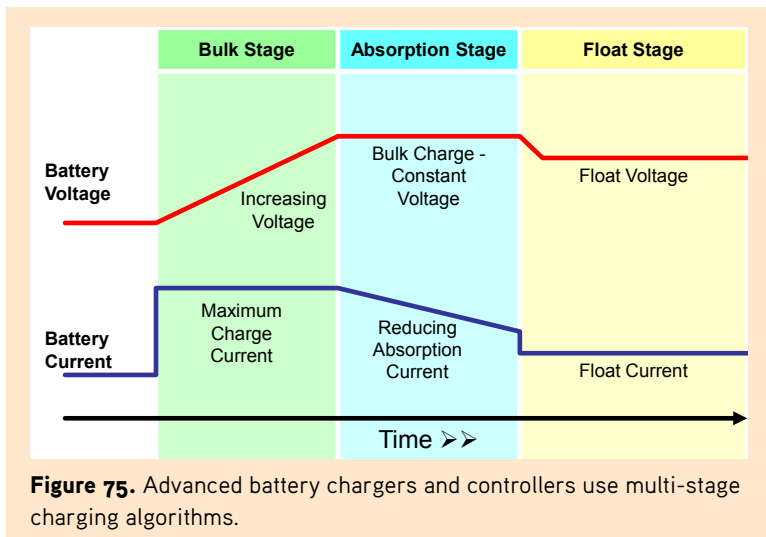 Bulk Stage
Absorption Stage
Float Stage
Battery
Voltage
Increasing
Voltage
Bulk Charge -
Constant
Voltage
Float Voltage
Battery
Current
Maximum
Charge
Current
Reducing
Absorption
Current
Float Current
Time ➢➢
Figure 75. Advanced battery chargers and controllers use multi-stage
charging algorithms.